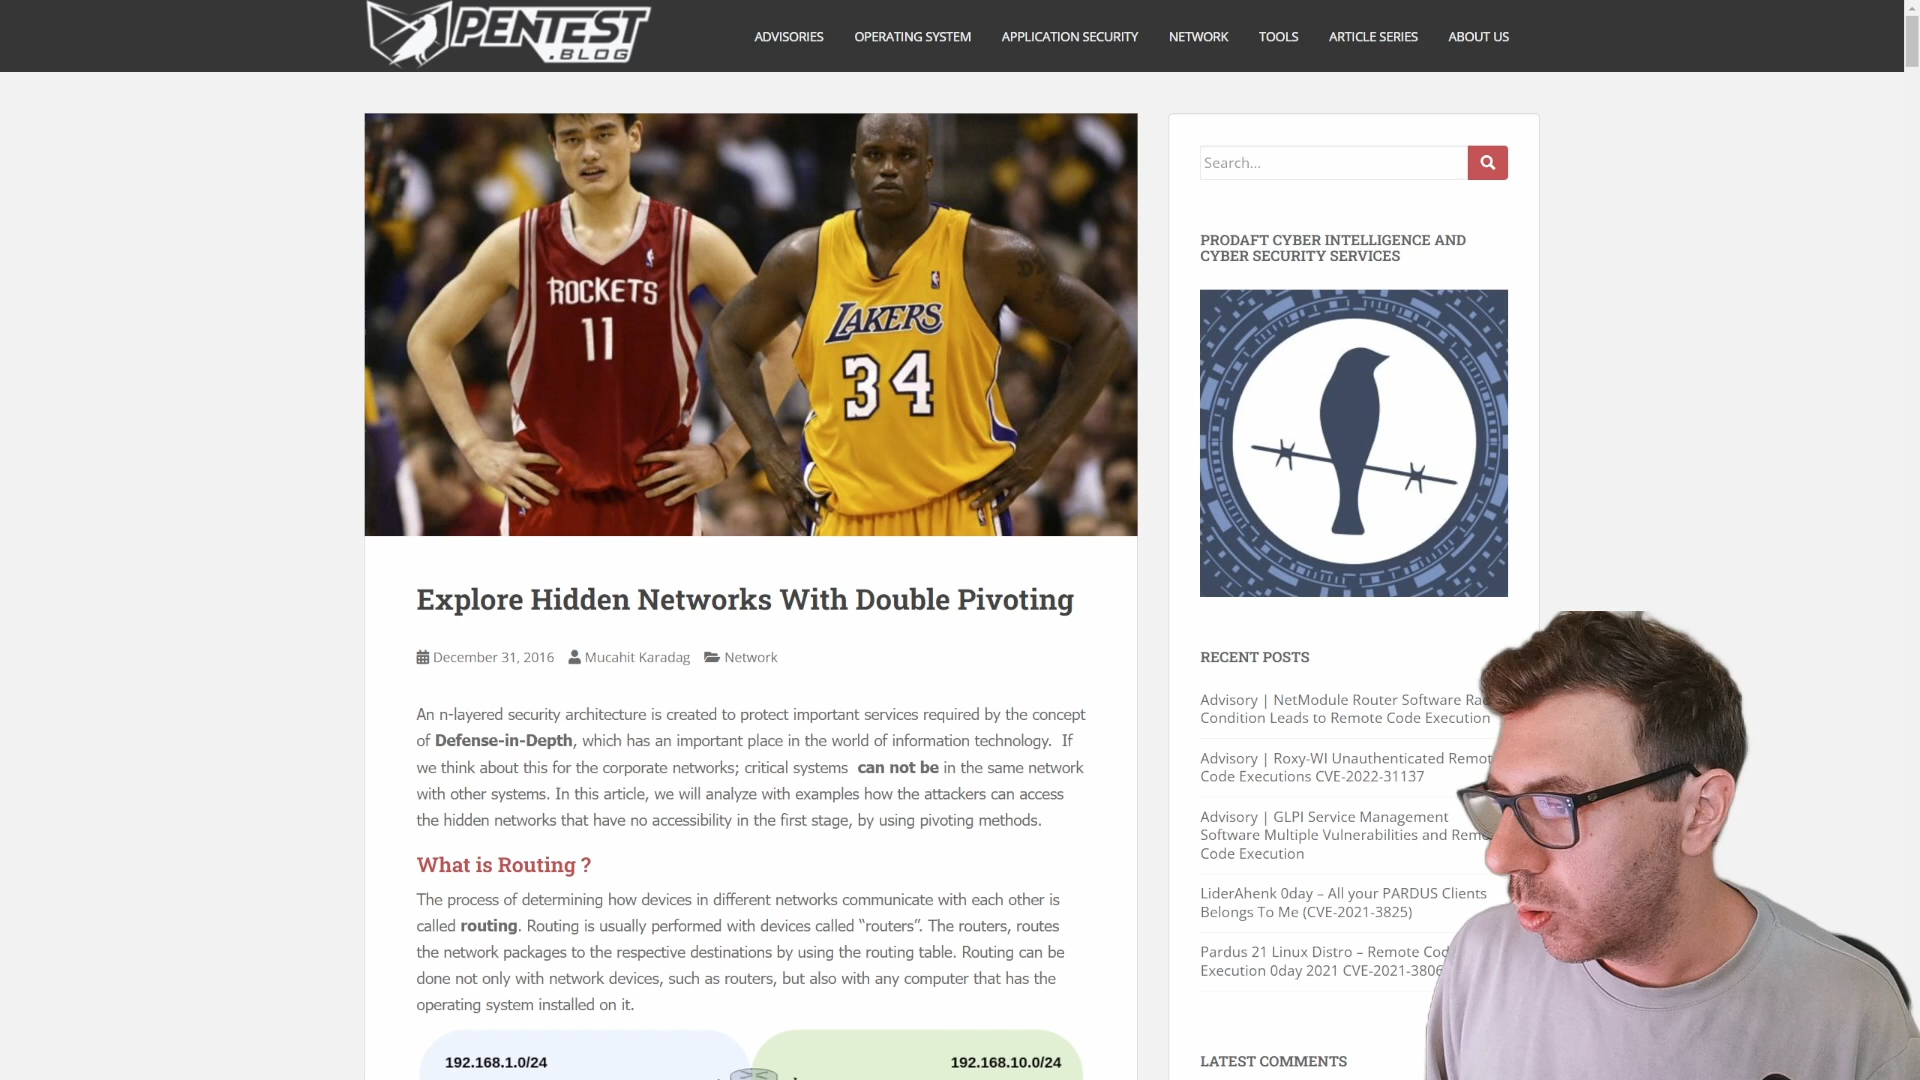 PENTEST
.BLOG
ADVISORIES
OPERATING SYSTEM
APPLICATION SECURITY
NETWORK
TOOLS
ARTICLE SERIES
ABOUT US
ROCKETS
11
LAKERS
34
Explore Hidden Networks With Double Pivoting
December 31, 2016 Mucahit Karadag Network
An n-layered security architecture is created to protect important services required by the concept
of Defense-in-Depth, which has an important place in the world of information technology. If
we think about this for the corporate networks; critical systems can not be in the same network
with other systems. In this article, we will analyze with examples how the attackers can access
the hidden networks that have no accessibility in the first stage, by using pivoting methods.
What is Routing ?
The process of determining how devices in different networks communicate with each other is
called routing. Routing is usually performed with devices called “routers”. The routers, routes
the network packages to the respective destinations by using the routing table. Routing can be
done not only with network devices, such as routers, but also with any computer that has the
operating system installed on it.
192.168.1.0/24
192.168.10.0/24
Search...
PRODAFT CYBER INTELLIGENCE AND
CYBER SECURITY SERVICES
RECENT POSTS
Advisory | NetModule Router Software
Condition Leads to Remote Code Execution
Advisory | Roxy-WI Unauthenticated Remot
Code Executions CVE-2022-31137
Advisory | GLPI Service Management
Software Multiple Vulnerabilities and Rem
Code Execution
LiderAhenk 0day – All your PARDUS Clients
Belongs To Me (CVE-2021-3825)
Pardus 21 Linux Distro – Remote Cod
Execution 0day 2021 CVE-2021-3806
LATEST COMMENTS